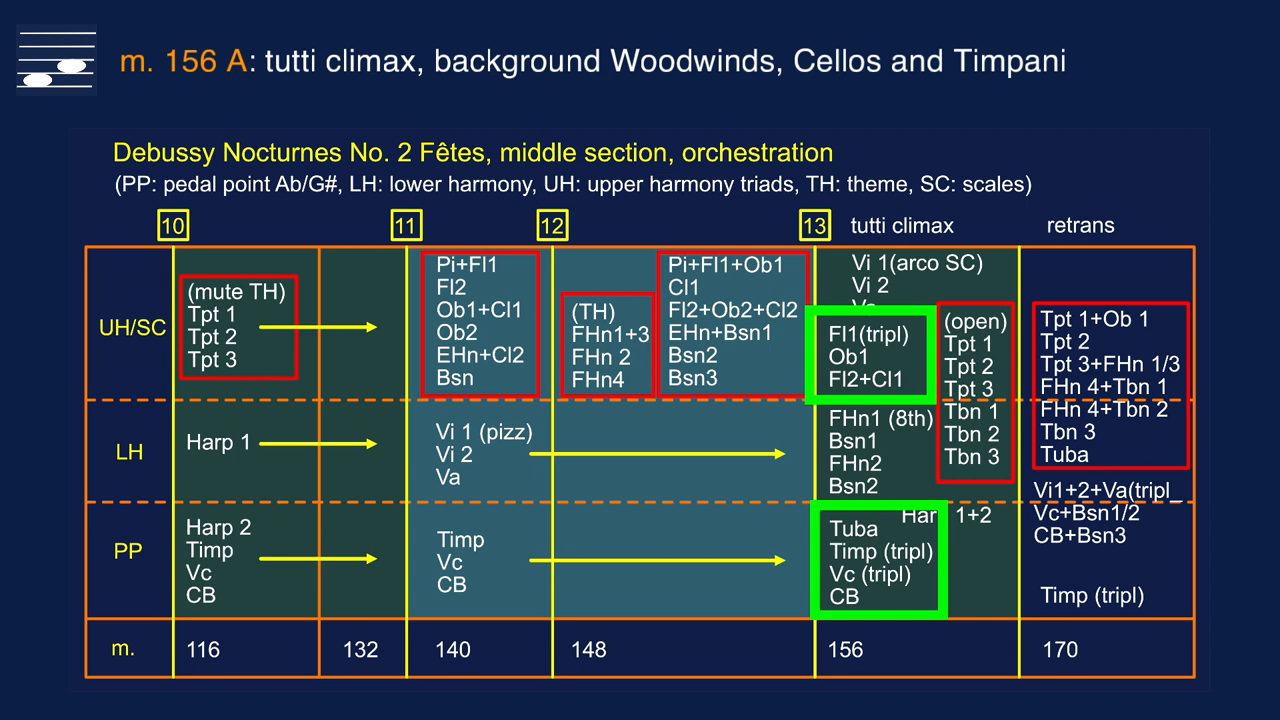 m. 156 A: tutti climax, background Woodwinds, Cellos and Timpani
Debussy Nocturnes No. 2 Fêtes, middle section, orchestration
(PP: pedal point Ab/G#, LH: lower harmony, UH: upper harmony triads, TH: theme, SC: scales)
10
11
12
13
tutti climax
retrans
UH/SC
(mute TH)
Tpt 1
Tpt 2
Tpt 3
Pi+Fl1
Fl2
Ob1+Cl1
Ob2
EHn+Cl2
Bsn
(TH)
FHn1+3
FHn 2
FHn4
Pi+Fl1+Ob1
Cl1
Fl2+Ob2+Cl2
EHn+Bsn1
Bsn2
Bsn3
Vi 1(arco SC)
Vi 2
Fl1(tripl)
Ob1
Fl2+Cl1
(open)
Tpt 1
Tpt 2
Tpt 3
Tbn 1
Tbn 2
Tbn 3
Tpt 1+Ob 1
Tpt 2
Tpt 3+FHn 1/3
FHn 4+Tbn 1
FHn 4+Tbn 2
Tbn 3
Tuba
LH
Harp 1
Vi 1 (pizz)
Vi 2
Va
FHn1 (8th)
Bsn1
FHn2
Bsn2
Vi1+2+Va(tripl_
Vc+Bsn1/2
CB+Bsn3
PP
Harp 2
Timp
Vc
CB
Timp
Vc
CB
1+2
Tuba
Timp (tripl)
Vc (tripl)
CB
Timp (tripl)
m.
116
132
140
148
156
170